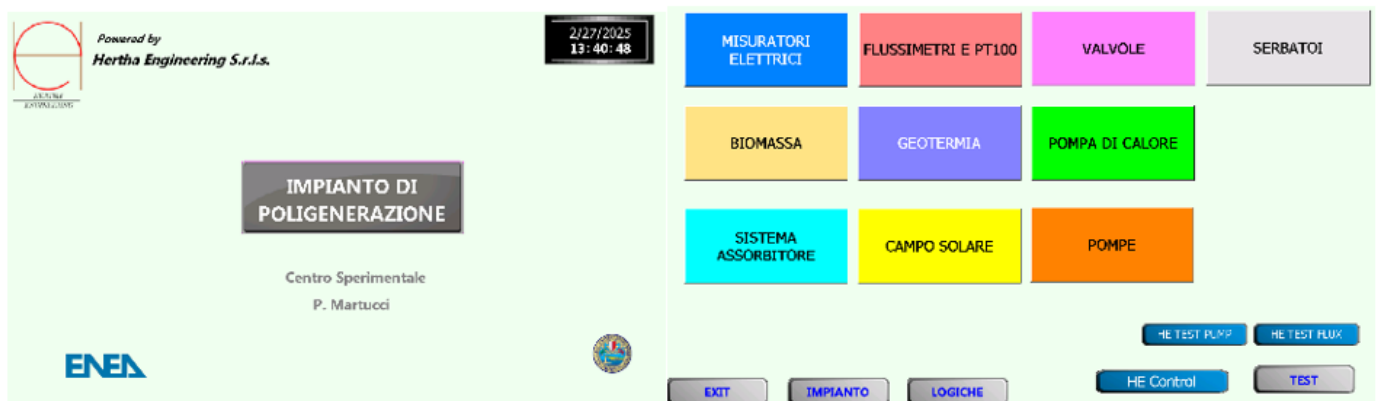 Powered by
Hertha Engineering S.r.l.s.
2/27/2025
13:40:48
HERTHA
ENGINEERING
IMPIANTO DI
POLIGENERAZIONE
Centro Sperimentale
P. Martucci
ENEA
MISURATORI
ELETTRICI
FLUSSIMETRI E PT100
VALVOLE
SERBATOI
BIOMASSA
GEOTERMIA
POMPA DI CALORE
SISTEMA
ASSORBITORE
CAMPO SOLARE
POMPE
HE TEST PUMP
HE TEST FLUX
EXIT
IMPIANTO
LOGICHE
HE Control
TEST